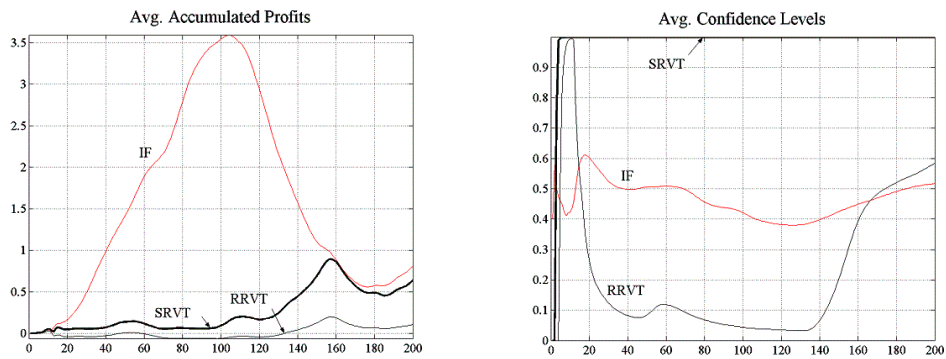 Avg. Accumulated Profits
3.5
3
2.5
2
1.5
1
0.5
0
0 20 40 60 80 100 120 140 160 180 200
IF
SRVT
RRVT
Avg. Confidence Levels
0.9
0.8
0.7
0.6
0.5
0.4
0.3
0.2
0.1
0
0 20 40 60 80 100 120 140 160 180 200
SRVT
IF
RRVT